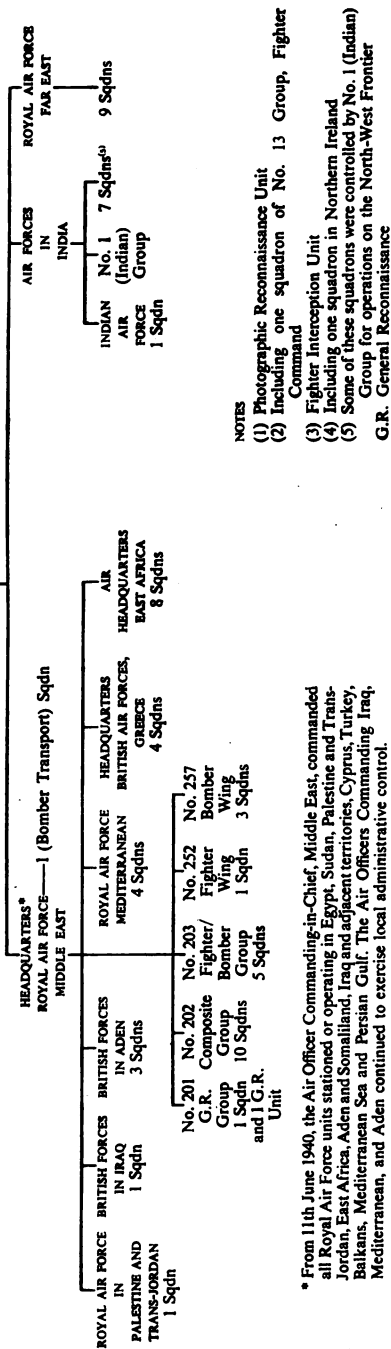 HEADQUARTERS*
ROYAL AIR FORCE—1 (Bomber Transport) Sqdn
MIDDLE EAST
AIR FORCES
IN
INDIA
ROYAL AIR FORCE
FAR EAST
9 Sqdns
ROYAL AIR FORCE
IN
PALESTINE AND
TRANS-JORDAN
1 Sqdn
BRITISH FORCES
IN IRAQ
1 Sqdn
BRITISH FORCES
IN ADEN
3 Sqdns
ROYAL AIR FORCE
MEDITERRANEAN
4 Sqdns
HEADQUARTERS
BRITISH AIR FORCES,
GREECE
4 Sqdns
AIR
HEADQUARTERS
EAST AFRICA
8 Sqdns
INDIAN
AIR
FORCE
1 Sqdn
No. 1
(Indian)
Group
7 Sqdns(5)
No. 201
G.R.
Group
1 Sqdn
and 1 G.R.
Unit
No. 202
Composite
Group
10 Sqdns
No. 203
Fighter/
Bomber
Group
5 Sqdns
No. 252
Fighter
Wing
1 Sqdn
No. 257
Bomber
Wing
3 Sqdns
* From 11th June 1940, the Air Officer Commanding-in-Chief, Middle East, commanded
all Royal Air Force units stationed or operating in Egypt, Sudan, Palestine and Trans-
Jordan, East Africa, Aden and Somaliland, Iraq and adjacent territories, Cyprus, Turkey,
Balkans, Mediterranean Sea and Persian Gulf. The Air Officers Commanding Iraq,
Mediterranean, and Aden continued to exercise local administrative control.
NOTES
(1) Photographic Reconnaissance Unit
(2) Including one squadron of No. 13 Group, Fighter
Command
(3) Fighter Interception Unit
(4) Including one squadron in Northern Ireland
(5) Some of these squadrons were controlled by No. 1 (Indian)
Group for operations on the North-West Frontier
G.R. General Reconnaissance